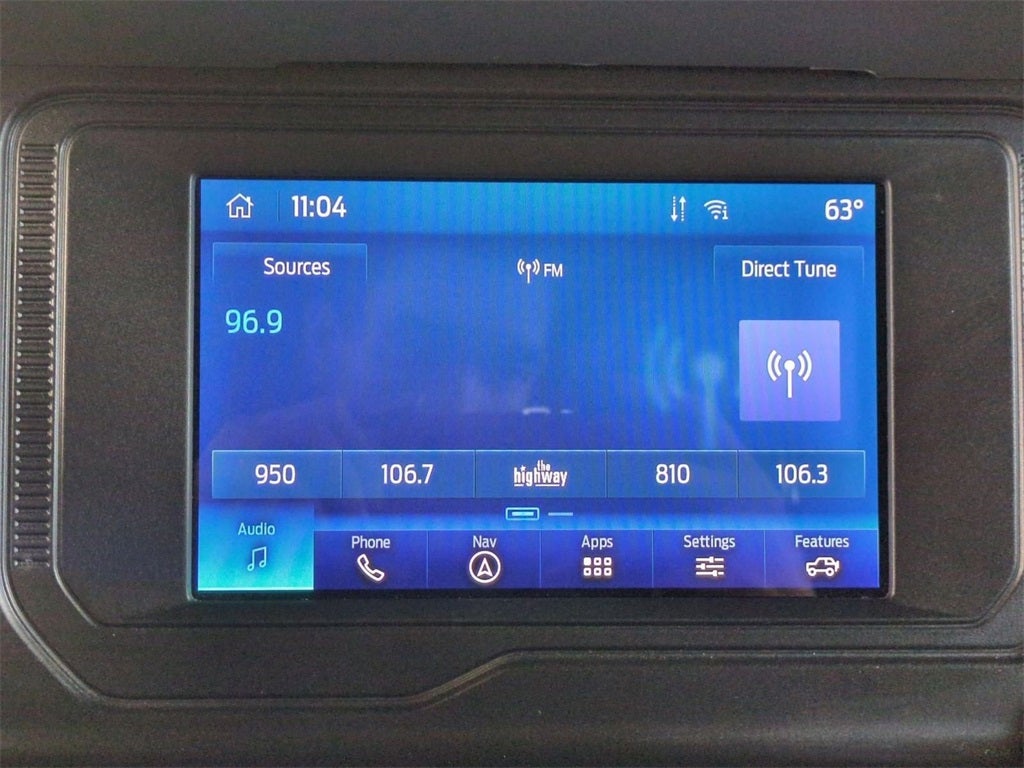 11:04 63°
Sources FM Direct Tune
96.9
950 106.7 the highway 810 106.3
Audio Phone Nav Apps Settings Features